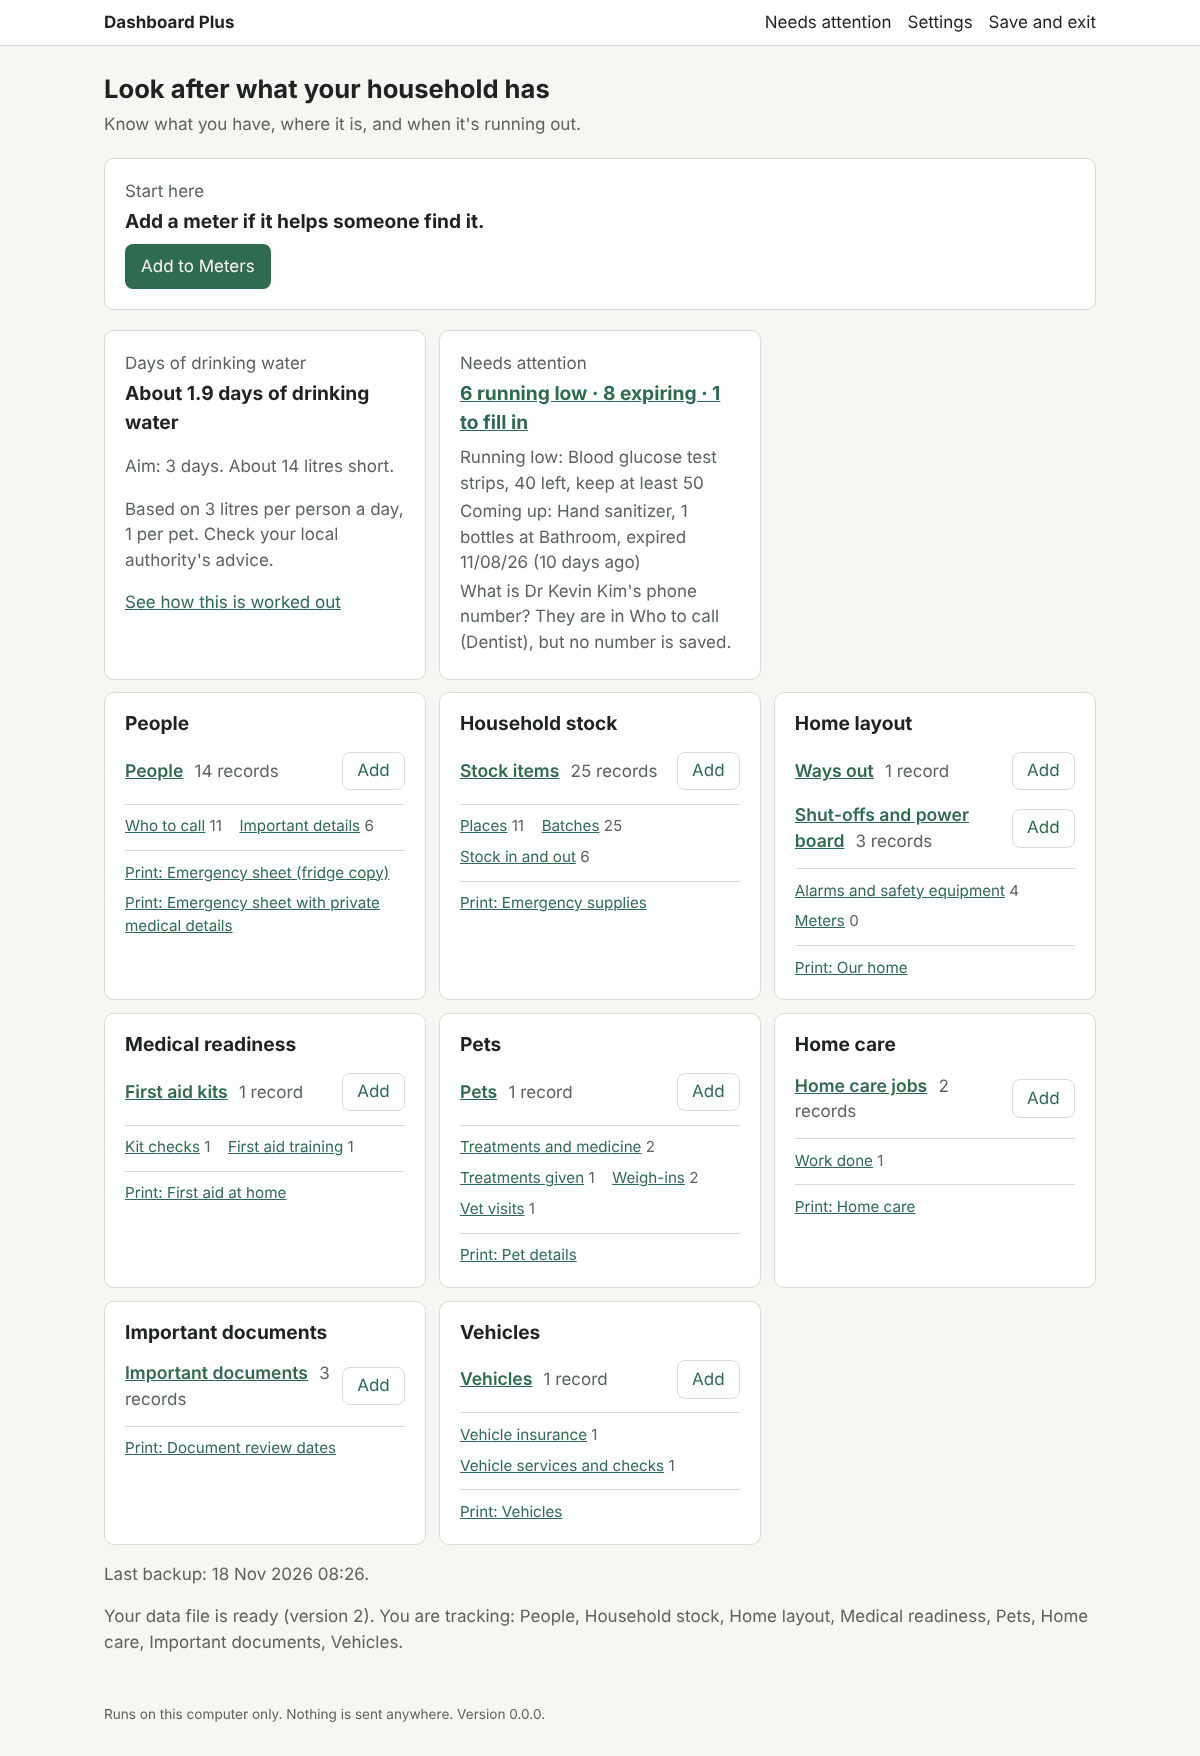 Dashboard Plus
Needs attention Settings Save and exit
Look after what your household has
Know what you have, where it is, and when it's running out.
Start here
Add a meter if it helps someone find it.
Add to Meters
Days of drinking water
About 1.9 days of drinking
water
Aim: 3 days. About 14 litres short.
Based on 3 litres per person a day,
1 per pet. Check your local
authority's advice.
See how this is worked out
Needs attention
6 running low · 8 expiring · 1
to fill in
Running low: Blood glucose test
strips, 40 left, keep at least 50
Coming up: Hand sanitizer, 1
bottles at Bathroom, expired
11/08/26 (10 days ago)
What is Dr Kevin Kim's phone
number? They are in Who to call
(Dentist), but no number is saved.
People
People 14 records Add
Who to call 11 Important details 6
Print: Emergency sheet (fridge copy)
Print: Emergency sheet with private
medical details
Household stock
Stock items 25 records Add
Places 11 Batches 25
Stock in and out 6
Print: Emergency supplies
Home layout
Ways out 1 record Add
Shut-offs and power
board 3 records Add
Alarms and safety equipment 4
Meters 0
Print: Our home
Medical readiness
First aid kits 1 record Add
Kit checks 1 First aid training 1
Print: First aid at home
Pets
Pets 1 record Add
Treatments and medicine 2
Treatments given 1 Weigh-ins 2
Vet visits 1
Print: Pet details
Home care
Home care jobs 2
records Add
Work done 1
Print: Home care
Important documents
Important documents 3
records Add
Print: Document review dates
Vehicles
Vehicles 1 record Add
Vehicle insurance 1
Vehicle services and checks 1
Print: Vehicles
Last backup: 18 Nov 2026 08:26.
Your data file is ready (version 2). You are tracking: People, Household stock, Home layout, Medical readiness, Pets, Home
care, Important documents, Vehicles.
Runs on this computer only. Nothing is sent anywhere. Version 0.0.0.